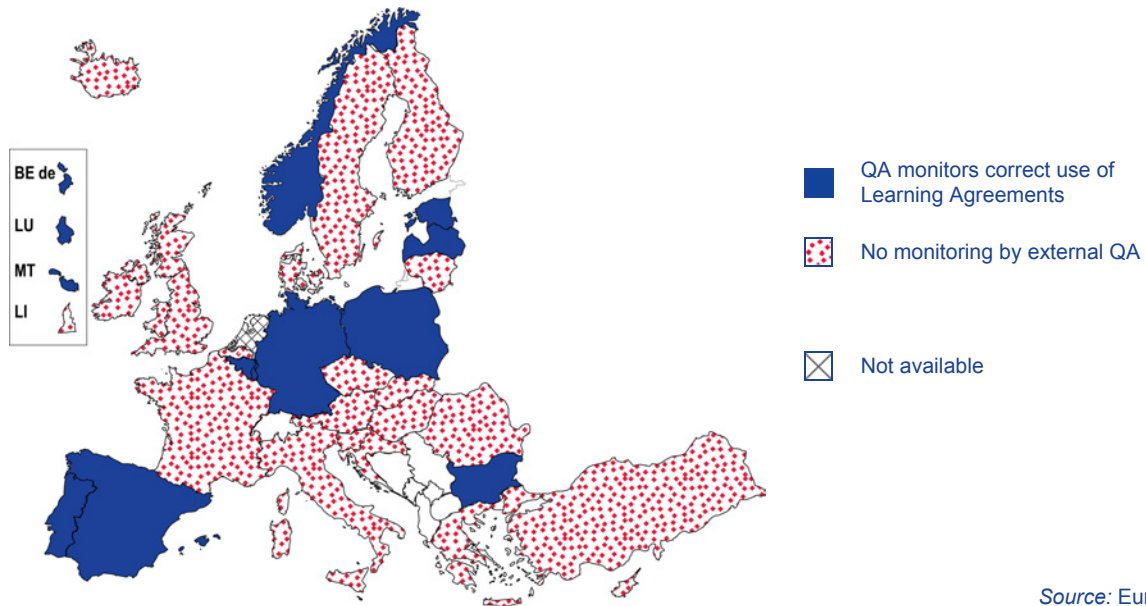 BE de
LU
MT
LI
QA monitors correct use of
Learning Agreements
No monitoring by external QA
Not available
Source: Eur